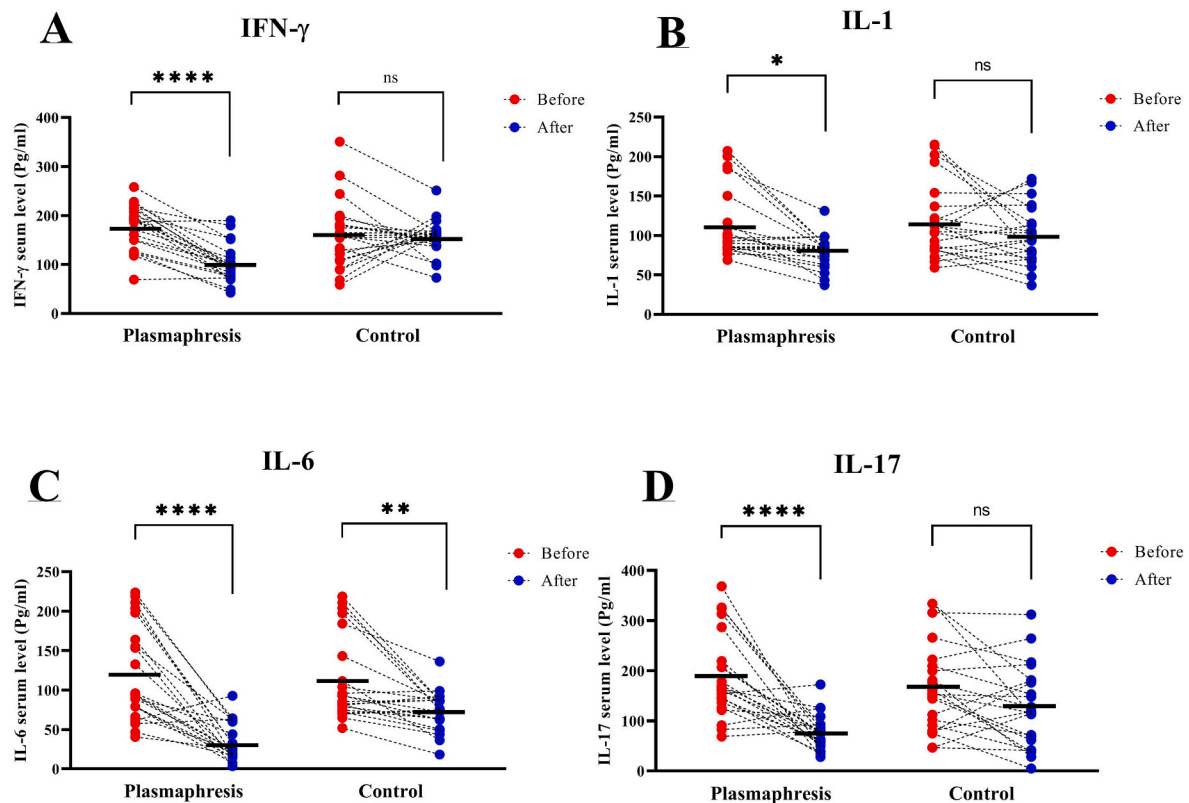 A
IFN-γ
****
ns
Before
After
IFN-γ seum level (Pg/ml)
400
300
200
100
0
Plasmaphresis
Control
B
IL-1
*
ns
Before
After
IL-1 serum level (Pg/ml)
250
200
150
100
50
0
Plasmaphresis
Control
C
IL-6
****
**
Before
After
IL-6 serum level (Pg/ml)
250
200
150
100
50
0
Plasmaphresis
Control
D
IL-17
****
ns
Before
After
IL-17 serum level (Pg/ml)
400
300
200
100
0
Plasmaphresis
Control